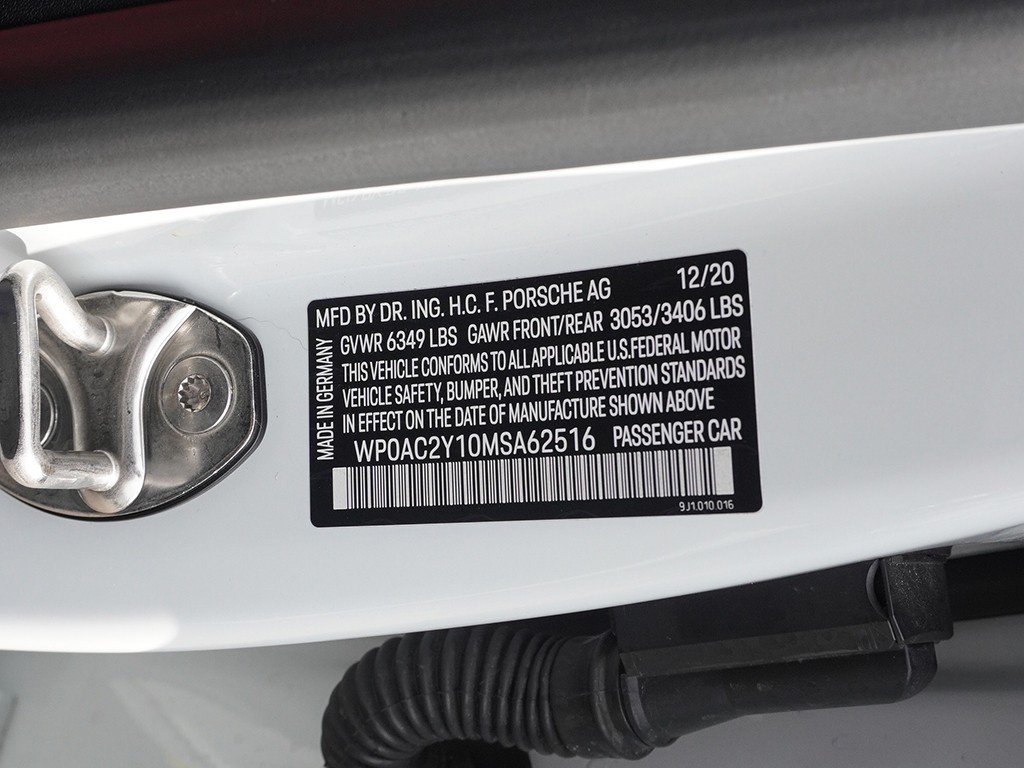 MFD BY DR. ING. H.C. F. PORSCHE AG 12/20
GVWR 6349 LBS GAWR FRONT/REAR 3053/3406 LBS
THIS VEHICLE CONFORMS TO ALL APPLICABLE U.S.FEDERAL MOTOR
VEHICLE SAFETY, BUMPER, AND THEFT PREVENTION STANDARDS
IN EFFECT ON THE DATE OF MANUFACTURE SHOWN ABOVE
WP0AC2Y10MSA62516 PASSENGER CAR
9J1.010.016
MADE IN GERMANY